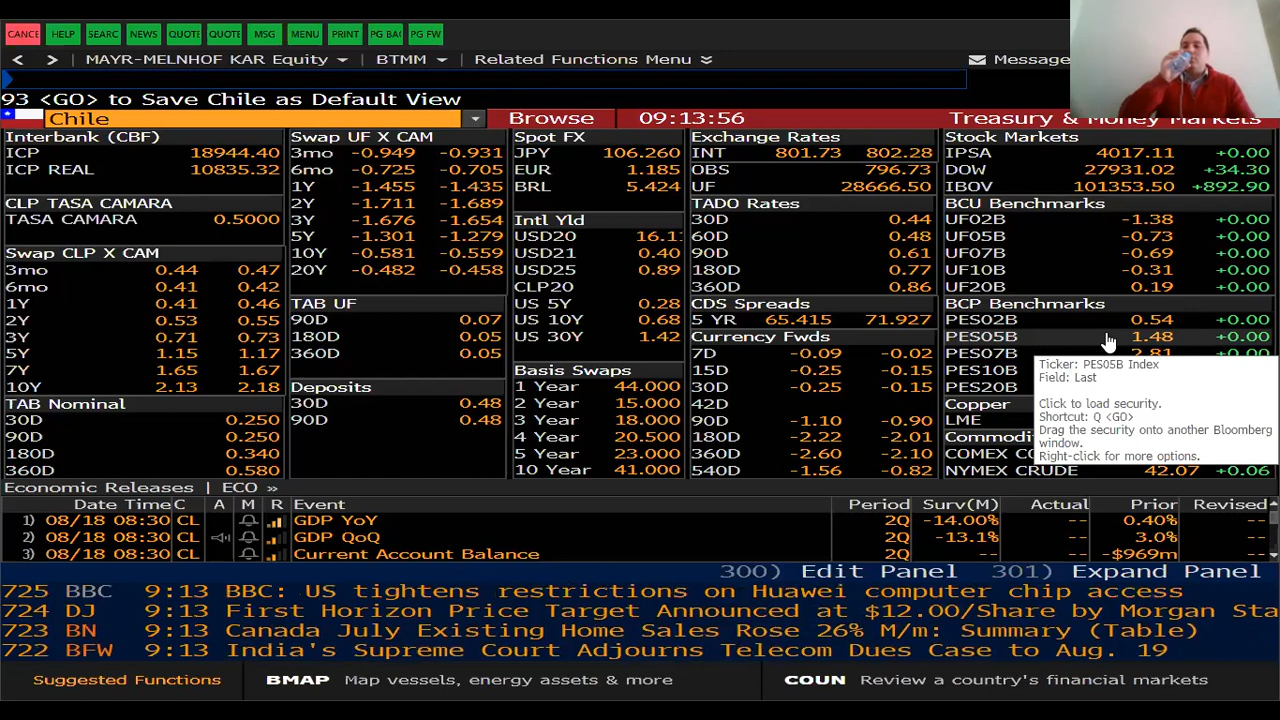 CANCE HELP SEARC NEWS QUOTE QUOTE MSG MENU PRINT PG BAC PG FW
< > MAYR-MELNHOF KAR Equity BTMM Related Functions Menu Message
93 <GO> to Save Chile as Default View
Chile Browse 09:13:56 Treasury & Money Markets
Interbank (CBF)
ICP 18944.40
ICP REAL 10835.32
CLP TASA CAMARA
TASA CAMARA 0.5000
Swap CLP X CAM
3mo 0.44 0.47
6mo 0.41 0.42
1Y 0.41 0.46
2Y 0.53 0.55
3Y 0.71 0.73
5Y 1.15 1.17
7Y 1.65 1.67
10Y 2.13 2.18
TAB Nominal
30D 0.250
90D 0.250
180D 0.340
360D 0.580
Swap UF X CAM
3mo -0.949 -0.931
6mo -0.725 -0.705
1Y -1.455 -1.435
2Y -1.711 -1.689
3Y -1.676 -1.654
5Y -1.301 -1.279
10Y -0.581 -0.559
20Y -0.482 -0.458
TAB UF
90D 0.07
180D 0.05
360D 0.05
Deposits
30D 0.48
90D 0.48
Spot FX
JPY 106.260
EUR 1.185
BRL 5.424
Intl Yld
USD20 16.1
USD21 0.40
USD25 0.89
CLP20
US 5Y 0.28
US 10Y 0.68
US 30Y 1.42
Basis Swaps
1 Year 44.000
2 Year 15.000
3 Year 18.000
4 Year 20.500
5 Year 23.000
10 Year 41.000
Exchange Rates
INT 801.73 802.28
OBS 796.73
UF 28666.50
TADO Rates
30D 0.44
60D 0.48
90D 0.61
180D 0.77
360D 0.86
CDS Spreads
5 YR 65.415 71.927
Currency Fwds
7D -0.09 -0.02
15D -0.25 -0.15
30D -0.25 -0.15
42D
90D -1.10 -0.90
180D -2.22 -2.01
360D -2.60 -2.10
540D -1.56 -0.82
Stock Markets
IPSA 4017.11 +0.00
DOW 27931.02 +34.30
IBOV 101353.50 +892.90
BCU Benchmarks
UF02B -1.38 +0.00
UF05B -0.73 +0.00
UF07B -0.69 +0.00
UF10B -0.31 +0.00
UF20B 0.19 +0.00
BCP Benchmarks
PES02B 0.54 +0.00
PES05B 1.48 +0.00
PES07B 2.81 +0.00
PES10B
PES20B
Copper
LME
Commodi
COMEX CO
NYMEX CRUDE 42.07 +0.06
Ticker: PES05B Index
Field: Last
Click to load security.
Shortcut: Q <GO>
Drag the security onto another Bloomberg
window.
Right-click for more options.
Economic Releases | ECO »
Date Time C A M R Event Period Surv(M) Actual Prior Revised
1) 08/18 08:30 CL GDP YoY 2Q -14.00% -- 0.40% --
2) 08/18 08:30 CL GDP QoQ 2Q -13.1% -- 3.0% --
3) 08/18 08:30 CL Current Account Balance 2Q -- -- -$969m --
300) Edit Panel 301) Expand Panel
725 BBC 9:13 BBC: US tightens restrictions on Huawei computer chip access
724 DJ 9:13 First Horizon Price Target Announced at $12.00/Share by Morgan Sta
723 BN 9:13 Canada July Existing Home Sales Rose 26% M/m: Summary (Table)
722 BFW 9:13 India's Supreme Court Adjourns Telecom Dues Case to Aug. 19
Suggested Functions BMAP Map vessels, energy assets & more COUN Review a country's financial markets